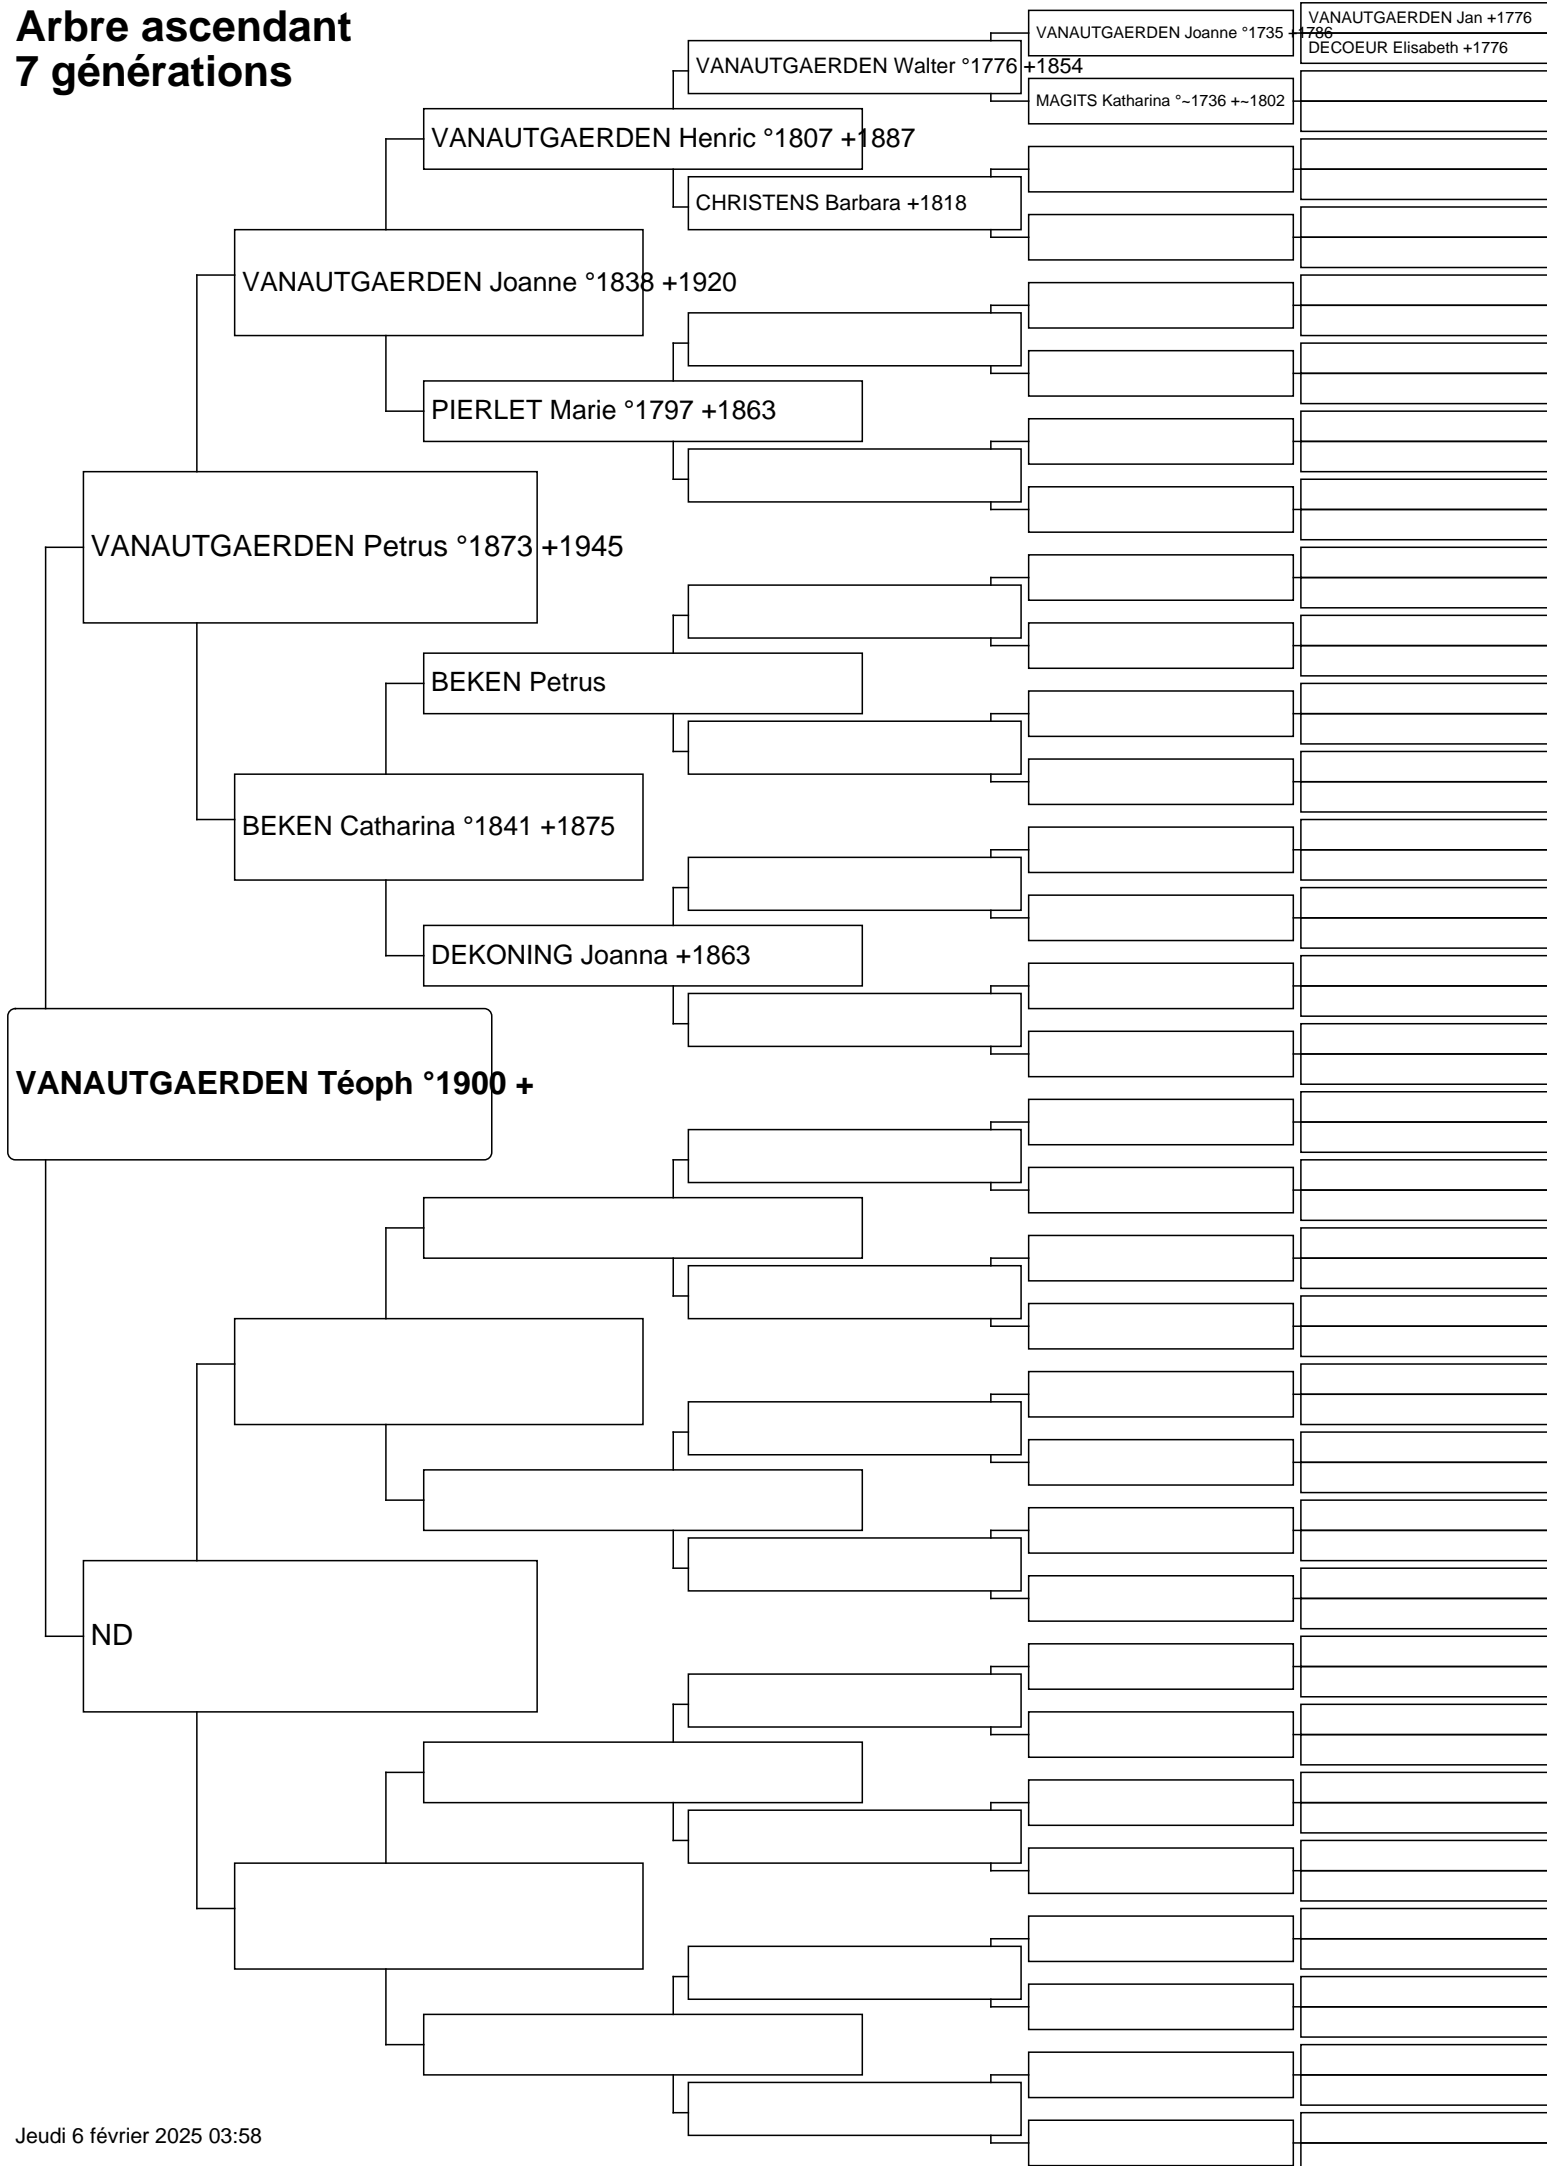 Arbre ascendant
7 générations
VANAUTGAERDEN Jan +1776
VANAUTGAERDEN Joanne °1735 +1786
DECOEUR Elisabeth +1776
VANAUTGAERDEN Walter °1776 +1854
MAGITS Katharina °~1736 +~1802
VANAUTGAERDEN Henric °1807 +1887
CHRISTENS Barbara +1818
VANAUTGAERDEN Joanne °1838 +1920
PIERLET Marie °1797 +1863
VANAUTGAERDEN Petrus °1873 +1945
BEKEN Petrus
BEKEN Catharina °1841 +1875
DEKONING Joanna +1863
VANAUTGAERDEN Téoph °1900 +
ND
Jeudi 6 février 2025 03:58